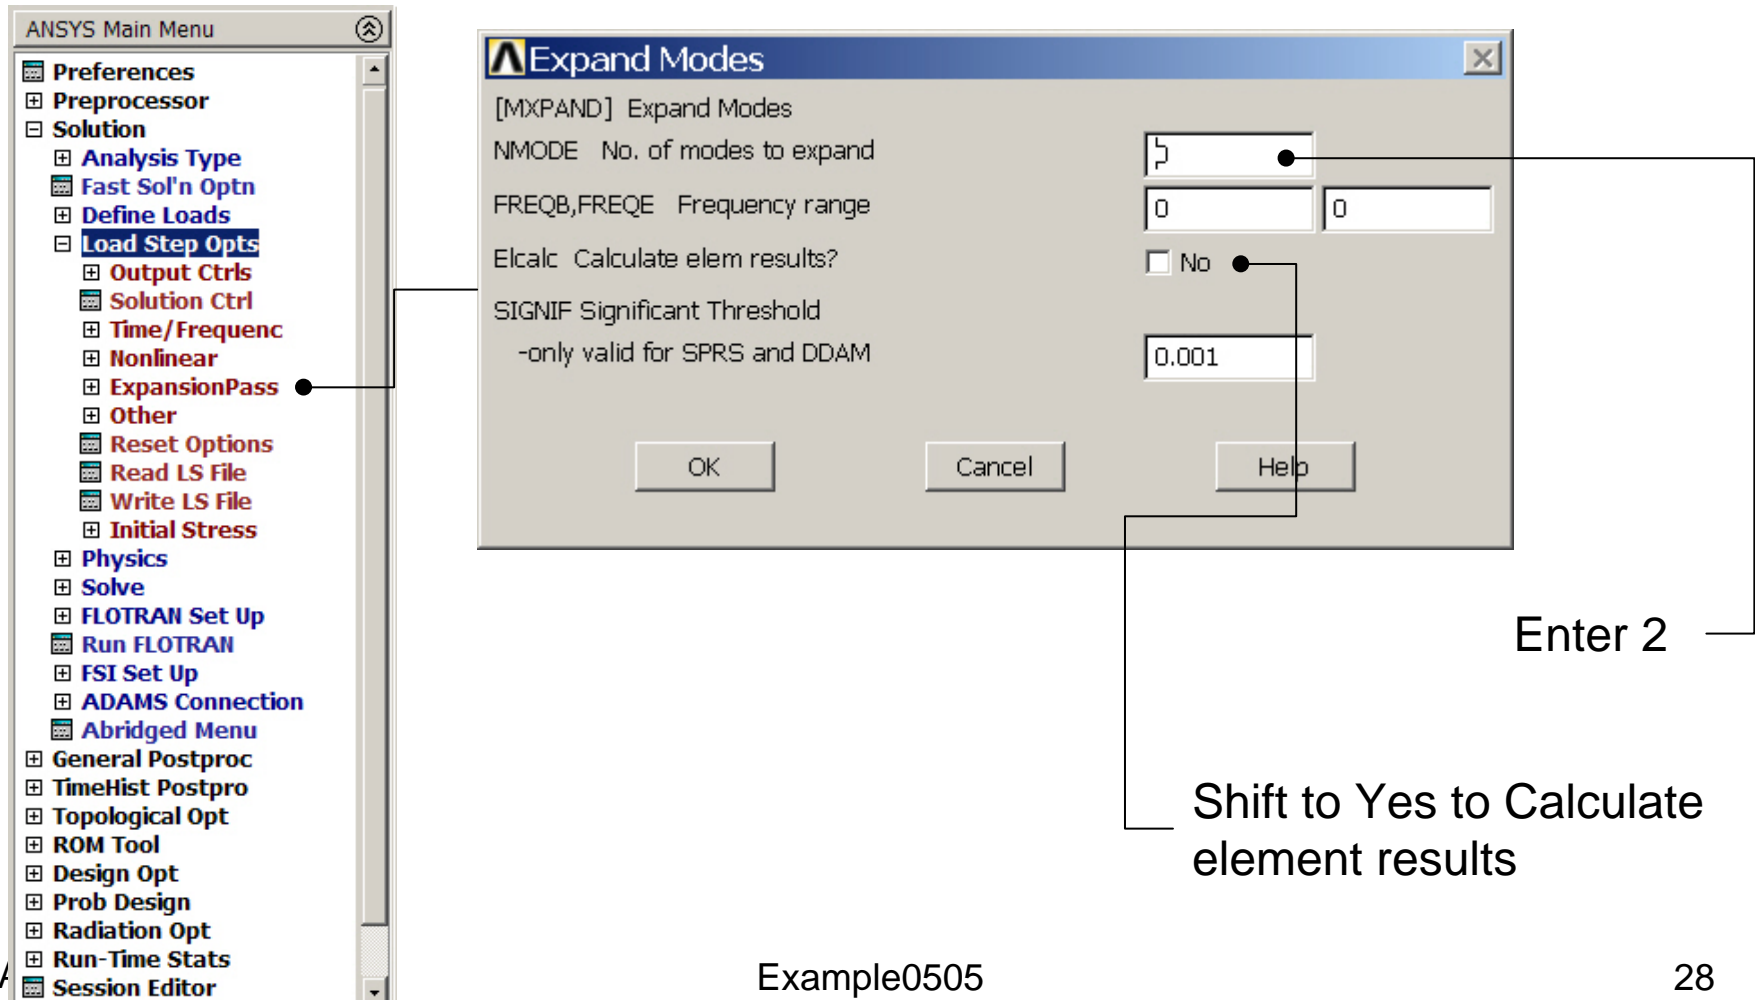 ANSYS Main Menu
Preferences
Preprocessor
Solution
Analysis Type
Fast Sol'n Optn
Define Loads
Load Step Opts
Output Ctrls
Solution Ctrl
Time/Frequenc
Nonlinear
ExpansionPass
Other
Reset Options
Read LS File
Write LS File
Initial Stress
Physics
Solve
FLOTRAN Set Up
Run FLOTRAN
FSI Set Up
ADAMS Connection
Abridged Menu
General Postproc
TimeHist Postpro
Topological Opt
ROM Tool
Design Opt
Prob Design
Radiation Opt
Run-Time Stats
Session Editor
Expand Modes
[MXPAND] Expand Modes
NMODE No. of modes to expand
FREQB,FREQE Frequency range 0 0
Elcalc Calculate elem results? No
SIGNIF Significant Threshold
-only valid for SPRS and DDAM 0.001
OK Cancel Help
Enter 2
Shift to Yes to Calculate
element results
Example0505 28